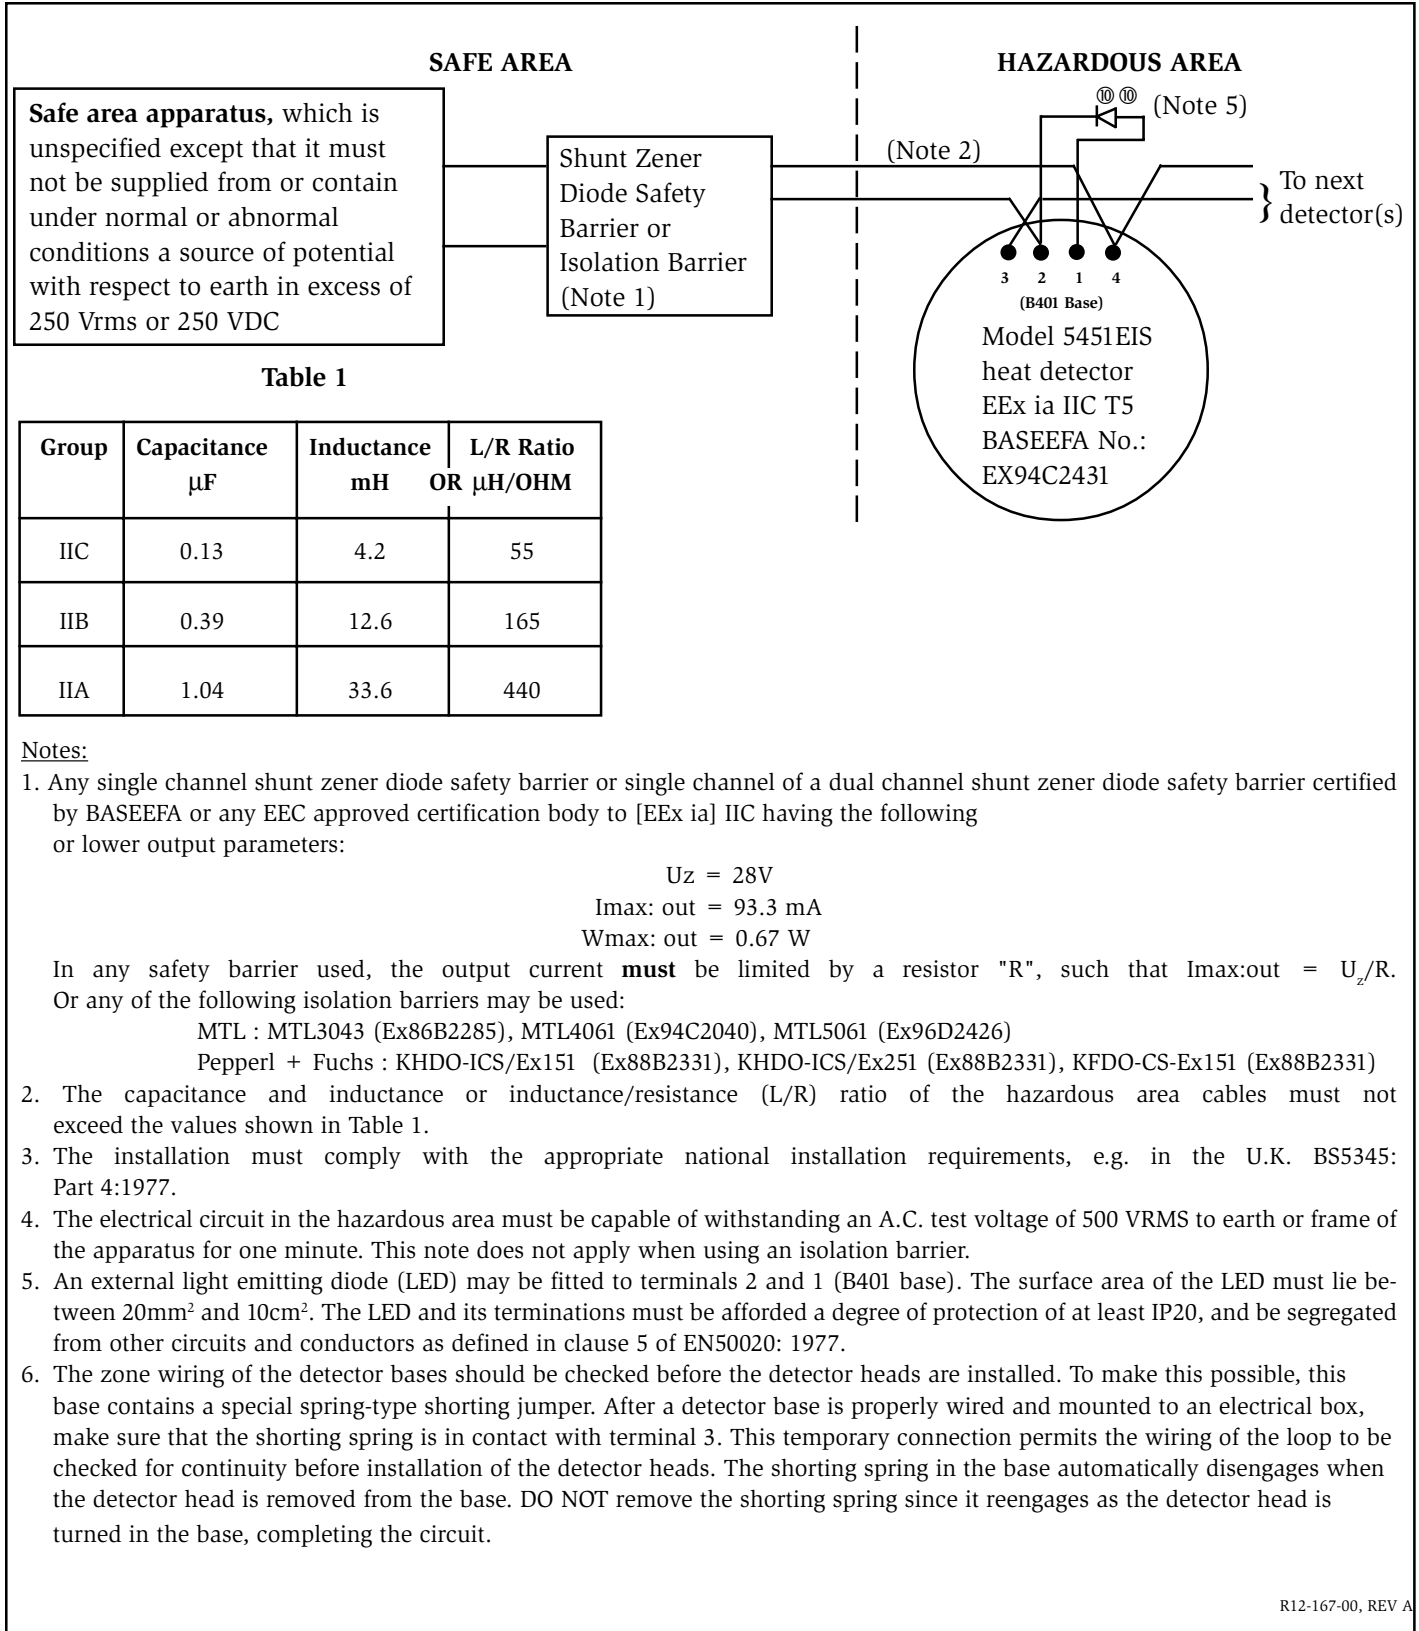 SAFE AREA
HAZARDOUS AREA
Safe area apparatus, which is
unspecified except that it must
not be supplied from or contain
under normal or abnormal
conditions a source of potential
with respect to earth in excess of
250 Vrms or 250 VDC
Shunt Zener
Diode Safety
Barrier or
Isolation Barrier
(Note 1)
(Note 2)
⑩ ⑩
(Note 5)
To next
} detector(s)
3 2 1 4
(B401 Base)
Model 5451EIS
heat detector
EEx ia IIC T5
BASEEFA No.:
EX94C2431
Table 1
Group Capacitance Inductance L/R Ratio
µF mH OR µH/OHM
IIC 0.13 4.2 55
IIB 0.39 12.6 165
IIA 1.04 33.6 440
Notes:
1. Any single channel shunt zener diode safety barrier or single channel of a dual channel shunt zener diode safety barrier certified
by BASEEFA or any EEC approved certification body to [EEx ia] IIC having the following
or lower output parameters:
Uz = 28V
Imax: out = 93.3 mA
Wmax: out = 0.67 W
In any safety barrier used, the output current must be limited by a resistor "R", such that Imax:out = Uz/R.
Or any of the following isolation barriers may be used:
MTL : MTL3043 (Ex86B2285), MTL4061 (Ex94C2040), MTL5061 (Ex96D2426)
Pepperl + Fuchs : KHDO-ICS/Ex151 (Ex88B2331), KHDO-ICS/Ex251 (Ex88B2331), KFDO-CS-Ex151 (Ex88B2331)
2. The capacitance and inductance or inductance/resistance (L/R) ratio of the hazardous area cables must not
exceed the values shown in Table 1.
3. The installation must comply with the appropriate national installation requirements, e.g. in the U.K. BS5345:
Part 4:1977.
4. The electrical circuit in the hazardous area must be capable of withstanding an A.C. test voltage of 500 VRMS to earth or frame of
the apparatus for one minute. This note does not apply when using an isolation barrier.
5. An external light emitting diode (LED) may be fitted to terminals 2 and 1 (B401 base). The surface area of the LED must lie be-
tween 20mm² and 10cm². The LED and its terminations must be afforded a degree of protection of at least IP20, and be segregated
from other circuits and conductors as defined in clause 5 of EN50020: 1977.
6. The zone wiring of the detector bases should be checked before the detector heads are installed. To make this possible, this
base contains a special spring-type shorting jumper. After a detector base is properly wired and mounted to an electrical box,
make sure that the shorting spring is in contact with terminal 3. This temporary connection permits the wiring of the loop to be
checked for continuity before installation of the detector heads. The shorting spring in the base automatically disengages when
the detector head is removed from the base. DO NOT remove the shorting spring since it reengages as the detector head is
turned in the base, completing the circuit.
R12-167-00, REV A